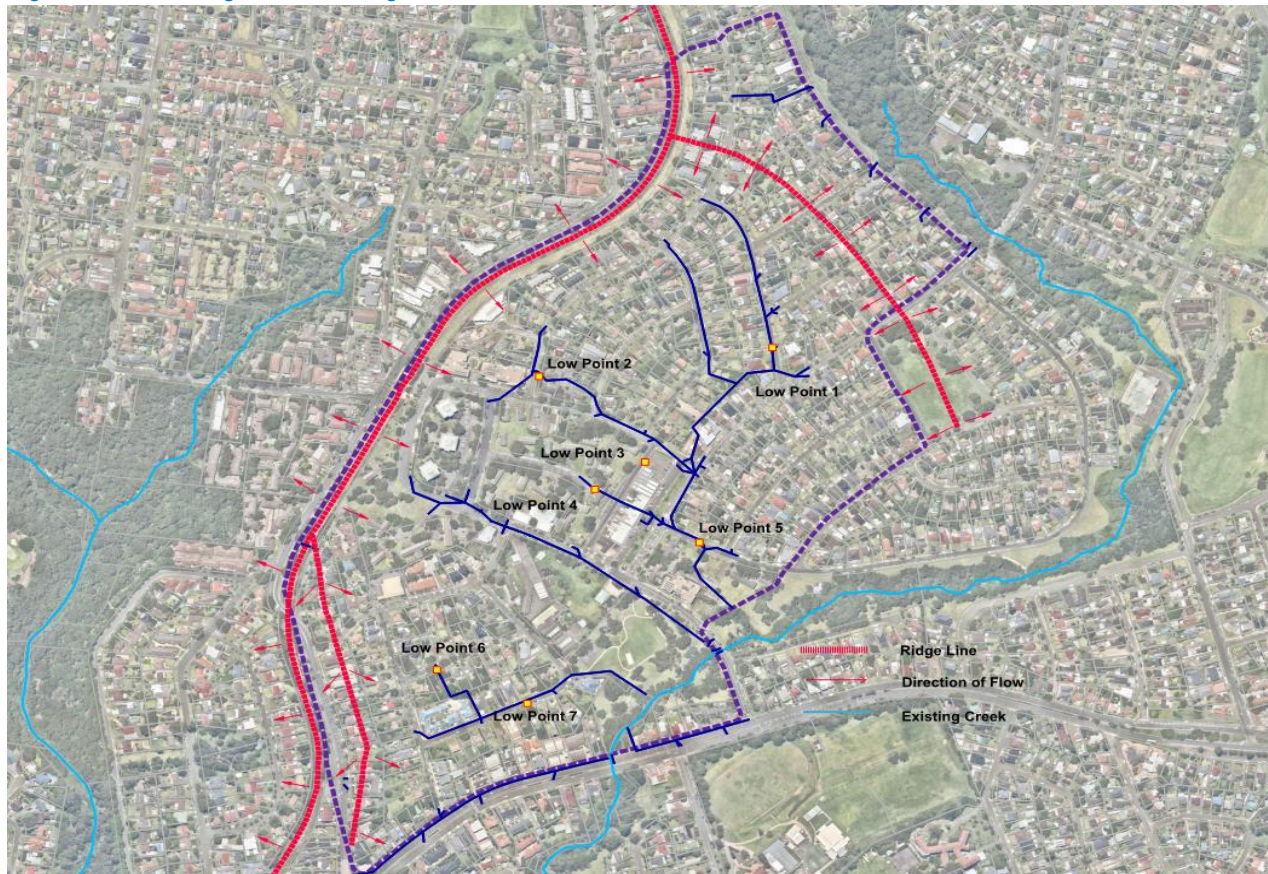 Low Point 2
Low Point 1
Low Point 3
Low Point 4
Low Point 5
Low Point 6
Low Point 7
Ridge Line
Direction of Flow
Existing Creek